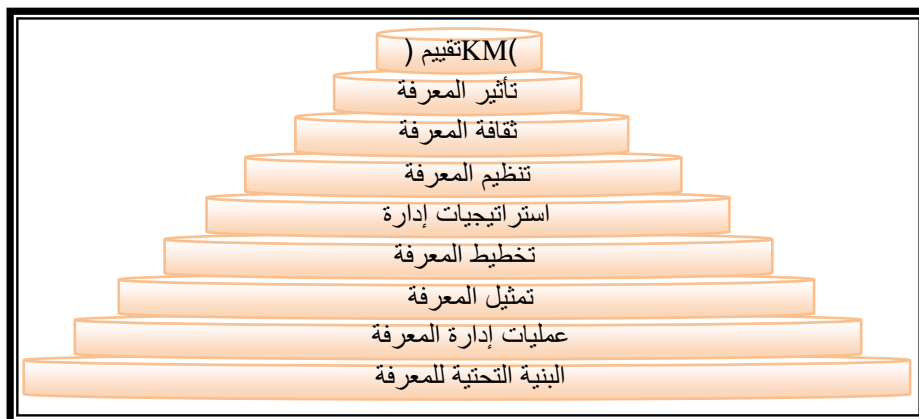 تقييم (KM)
تأثير المعرفة
ثقافة المعرفة
تنظيم المعرفة
استراتيجيات إدارة
تخطيط المعرفة
تمثيل المعرفة
عمليات إدارة المعرفة
البنية التحتية للمعرفة